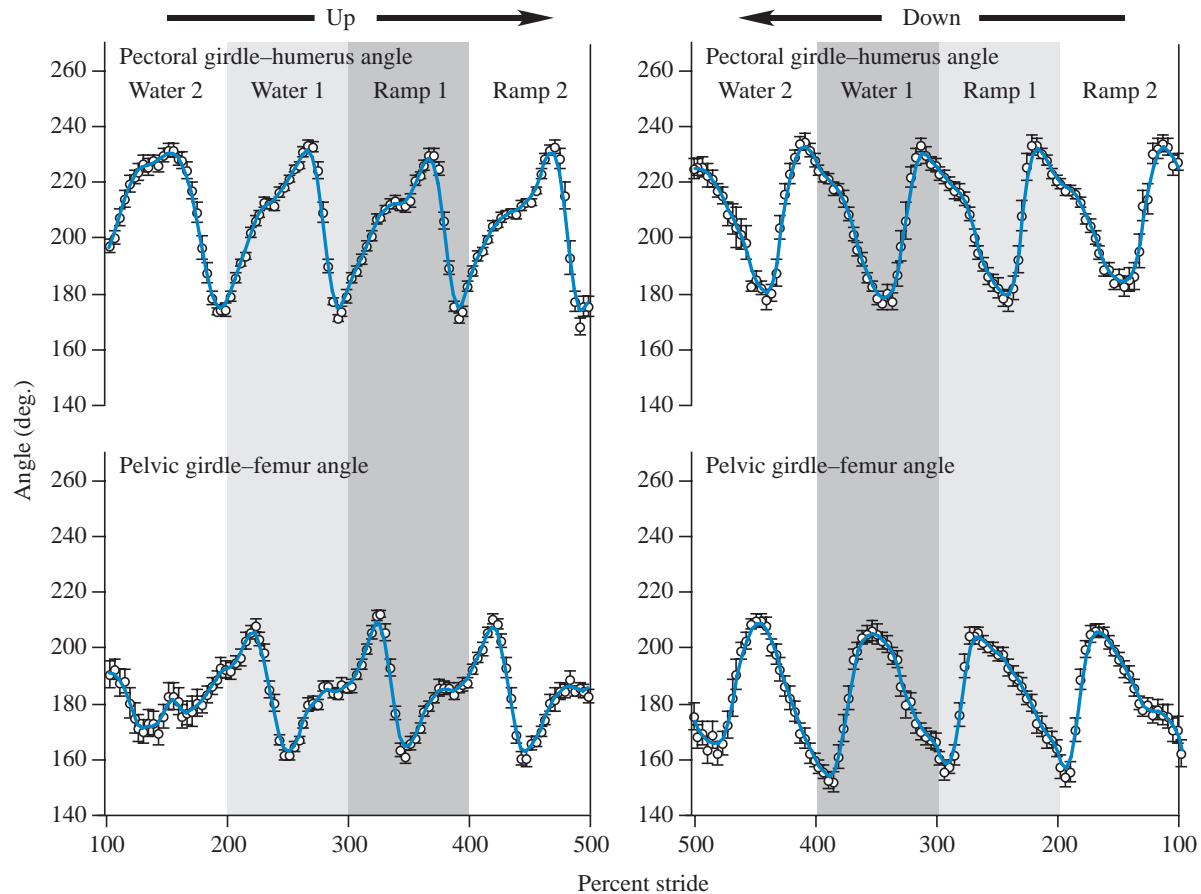 Up
Down
Pectoral girdle–humerus angle
Water 2 Water 1 Ramp 1 Ramp 2
260
240
220
200
180
160
140
Pectoral girdle–humerus angle
Water 2 Water 1 Ramp 1 Ramp 2
260
240
220
200
180
160
140
Angle (deg.)
Pelvic girdle–femur angle
260
240
220
200
180
160
140
100 200 300 400 500
Pelvic girdle–femur angle
260
240
220
200
180
160
140
500 400 300 200 100
Percent stride